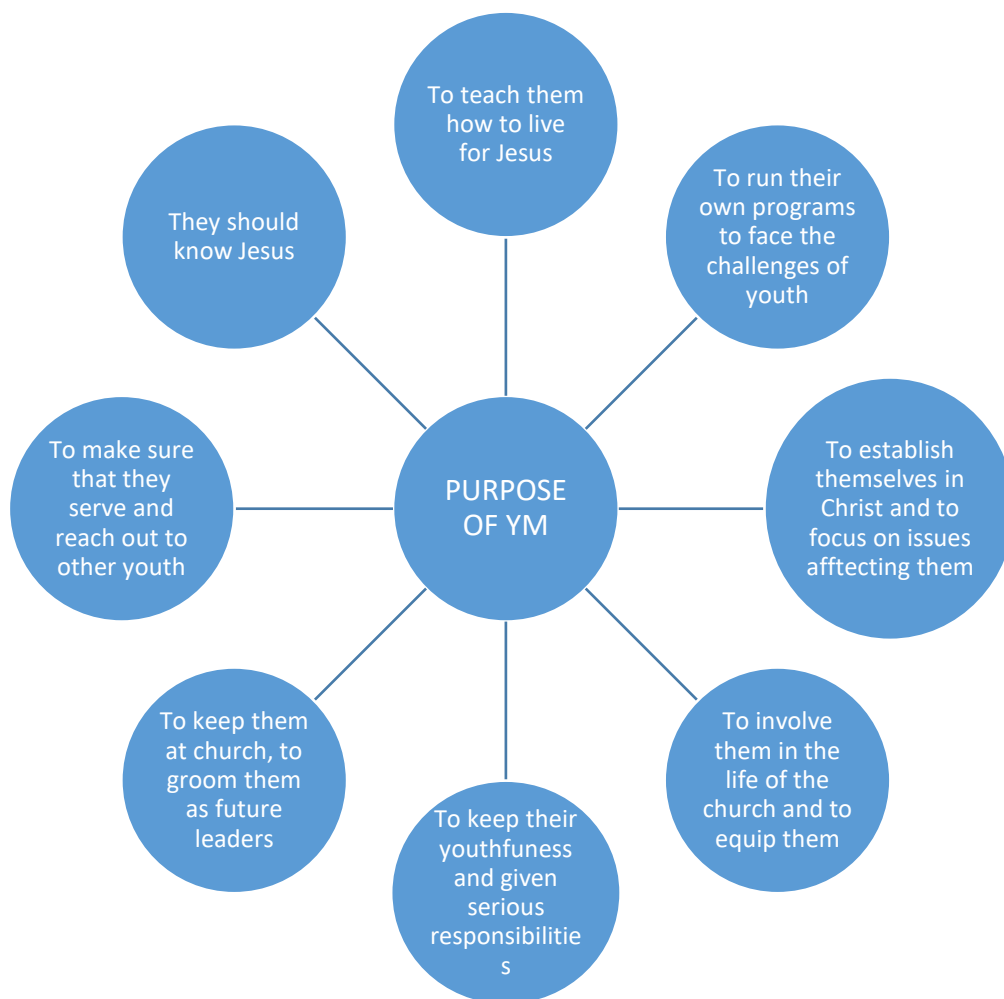 To teach them
how to live
for Jesus
To run their
own programs
to face the
challenges of
youth
To establish
themselves in
Christ and to
focus on issues
afftecting them
To involve
them in the
life of the
church and to
equip them
To keep their
youthfuness
and given
serious
responsibilitie
s
To keep them
at church, to
groom them
as future
leaders
To make sure
that they
serve and
reach out to
other youth
They should
know Jesus
PURPOSE
OF YM